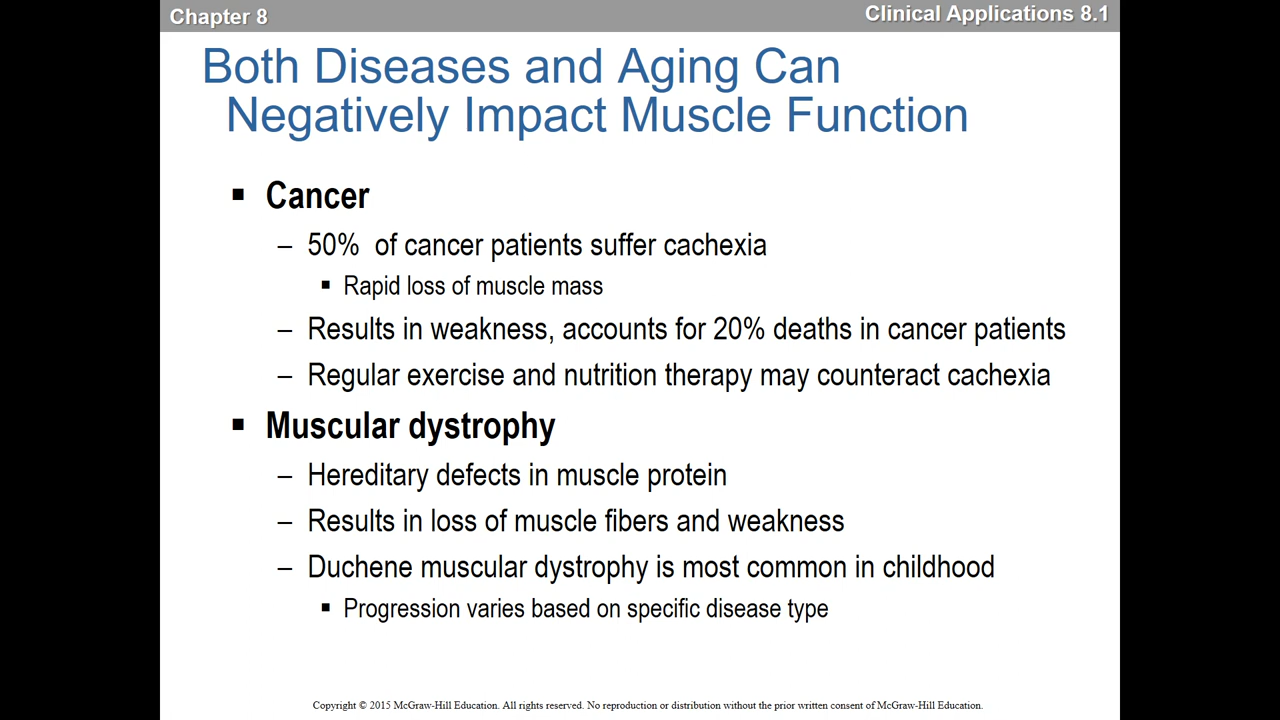 Chapter 8
Clinical Applications 8.1
Both Diseases and Aging Can
Negatively Impact Muscle Function
▪ Cancer
– 50% of cancer patients suffer cachexia
▪ Rapid loss of muscle mass
– Results in weakness, accounts for 20% deaths in cancer patients
– Regular exercise and nutrition therapy may counteract cachexia
▪ Muscular dystrophy
– Hereditary defects in muscle protein
– Results in loss of muscle fibers and weakness
– Duchene muscular dystrophy is most common in childhood
▪ Progression varies based on specific disease type
Copyright © 2015 McGraw-Hill Education. All rights reserved. No reproduction or distribution without the prior written consent of McGraw-Hill Education.